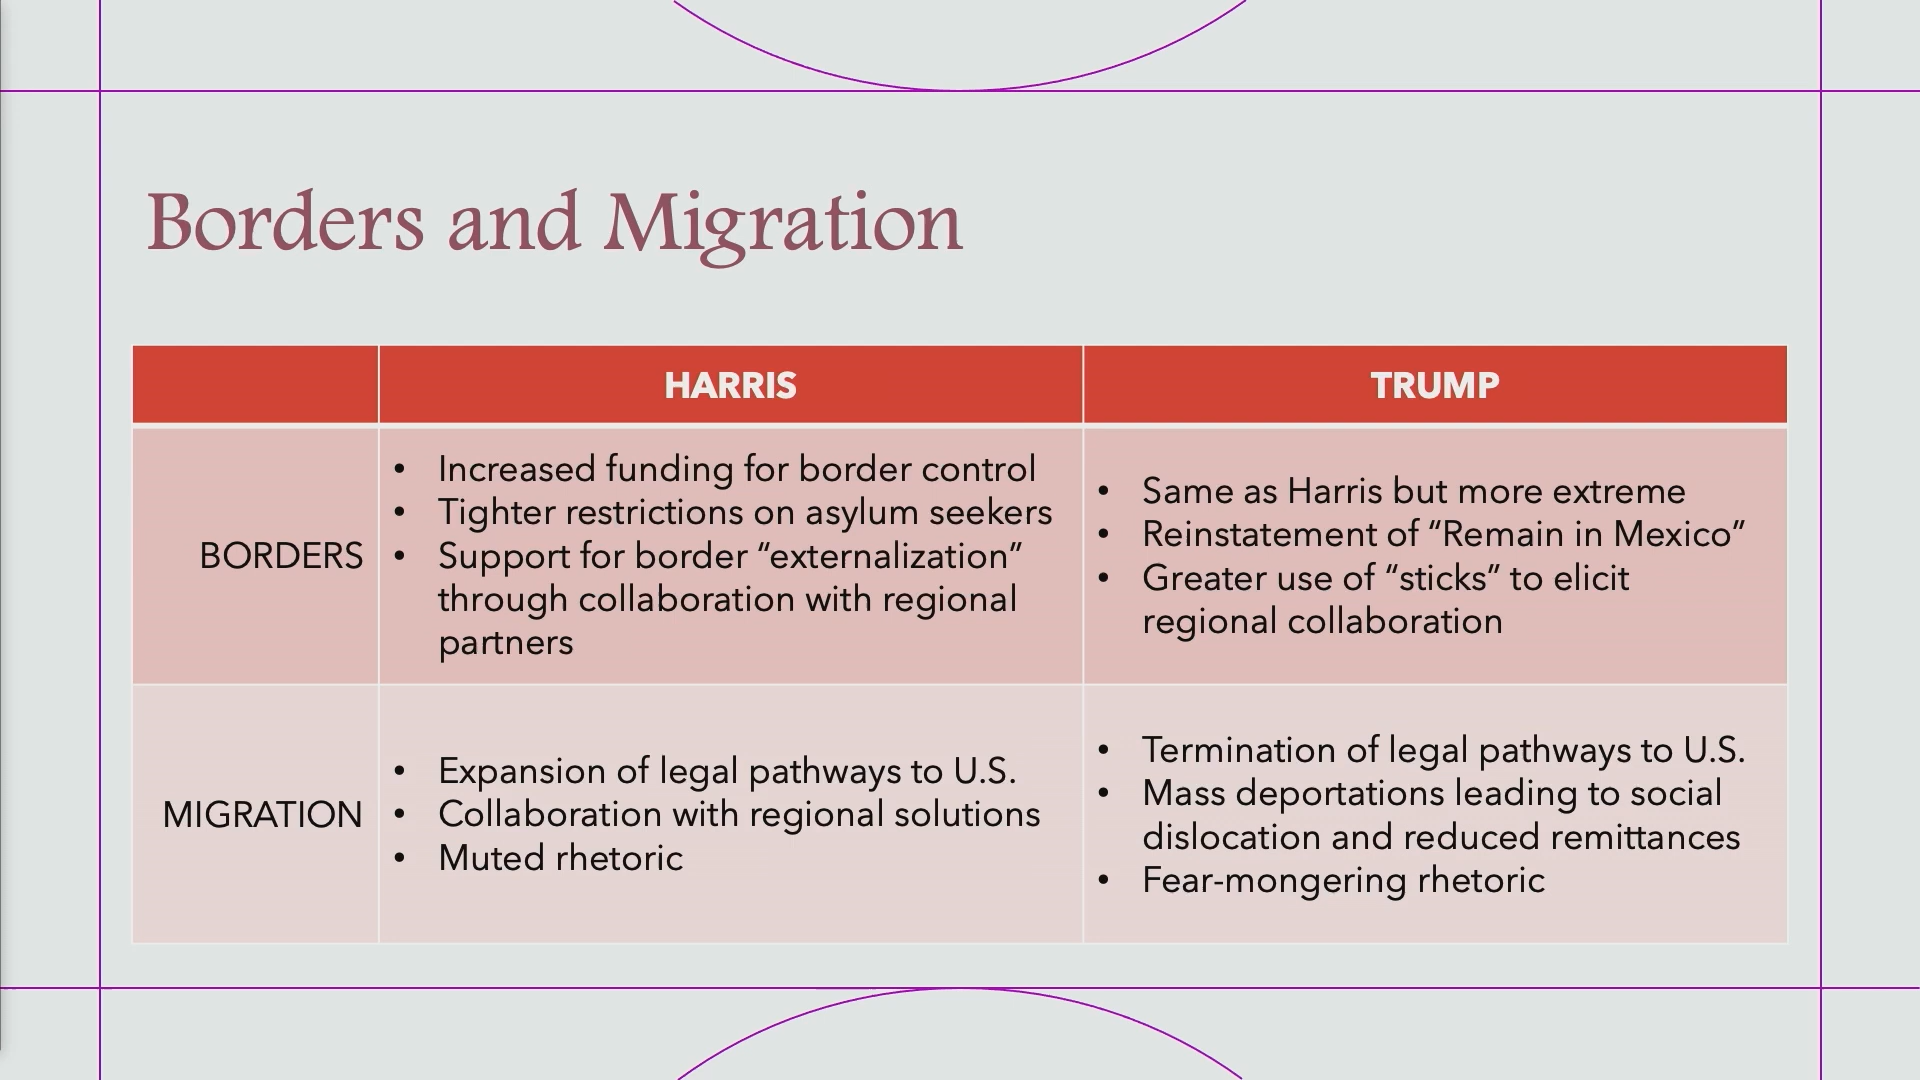 Borders and Migration
HARRIS
TRUMP
BORDERS
• Increased funding for border control
• Tighter restrictions on asylum seekers
• Support for border “externalization”
through collaboration with regional
partners
• Same as Harris but more extreme
• Reinstatement of “Remain in Mexico”
• Greater use of “sticks” to elicit
regional collaboration
MIGRATION
• Expansion of legal pathways to U.S.
• Collaboration with regional solutions
• Muted rhetoric
• Termination of legal pathways to U.S.
• Mass deportations leading to social
dislocation and reduced remittances
• Fear-mongering rhetoric